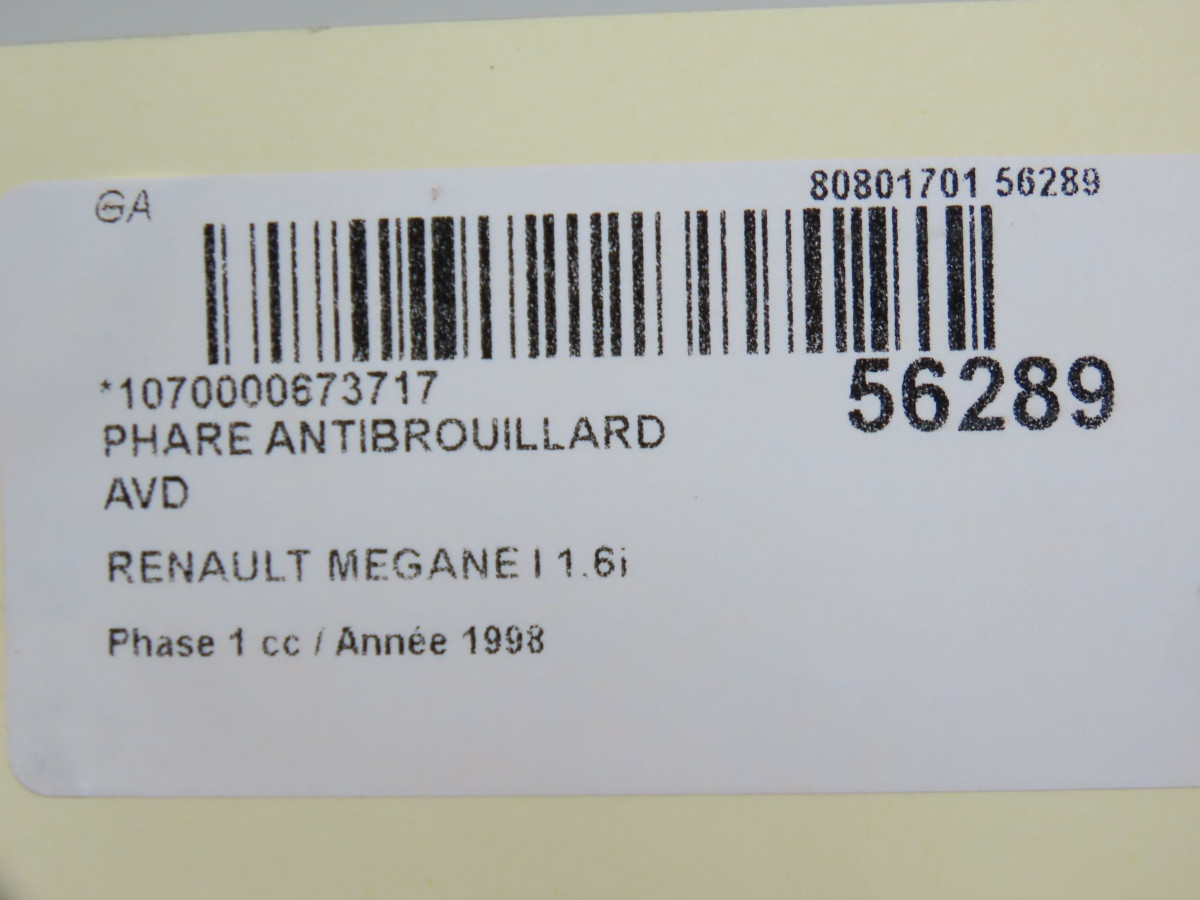 GA
80801701 56289
*1070000673717
56289
PHARE ANTIBROUILLARD
AVD
RENAULT MEGANE I 1.6i
Phase 1 cc / Année 1998